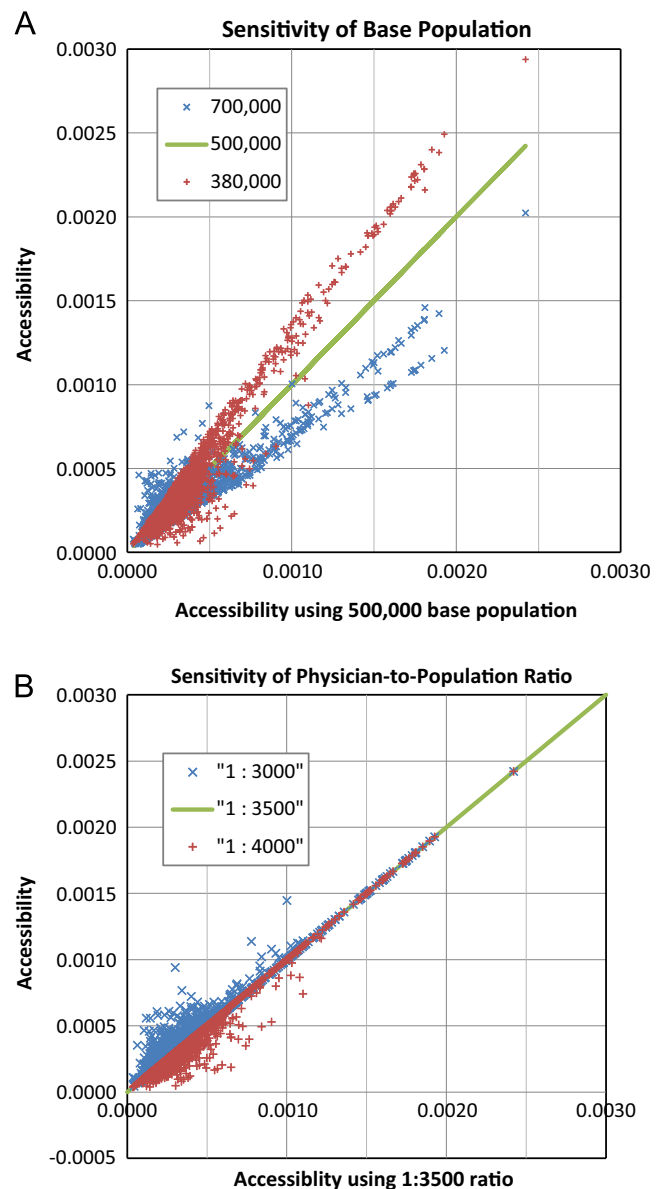 A
Sensitivity of Base Population
0.0030
0.0025
0.0020
0.0015
0.0010
0.0005
0.0000
700,000
500,000
380,000
Accessibility
0.0000
0.0010
0.0020
0.0030
Accessibility using 500,000 base population
B
Sensitivity of Physician-to-Population Ratio
0.0030
0.0025
0.0020
0.0015
0.0010
0.0005
0.0000
-0.0005
"1 : 3000"
"1 : 3500"
"1 : 4000"
Accessibility
0.0000
0.0010
0.0020
0.0030
Accessiblity using 1:3500 ratio